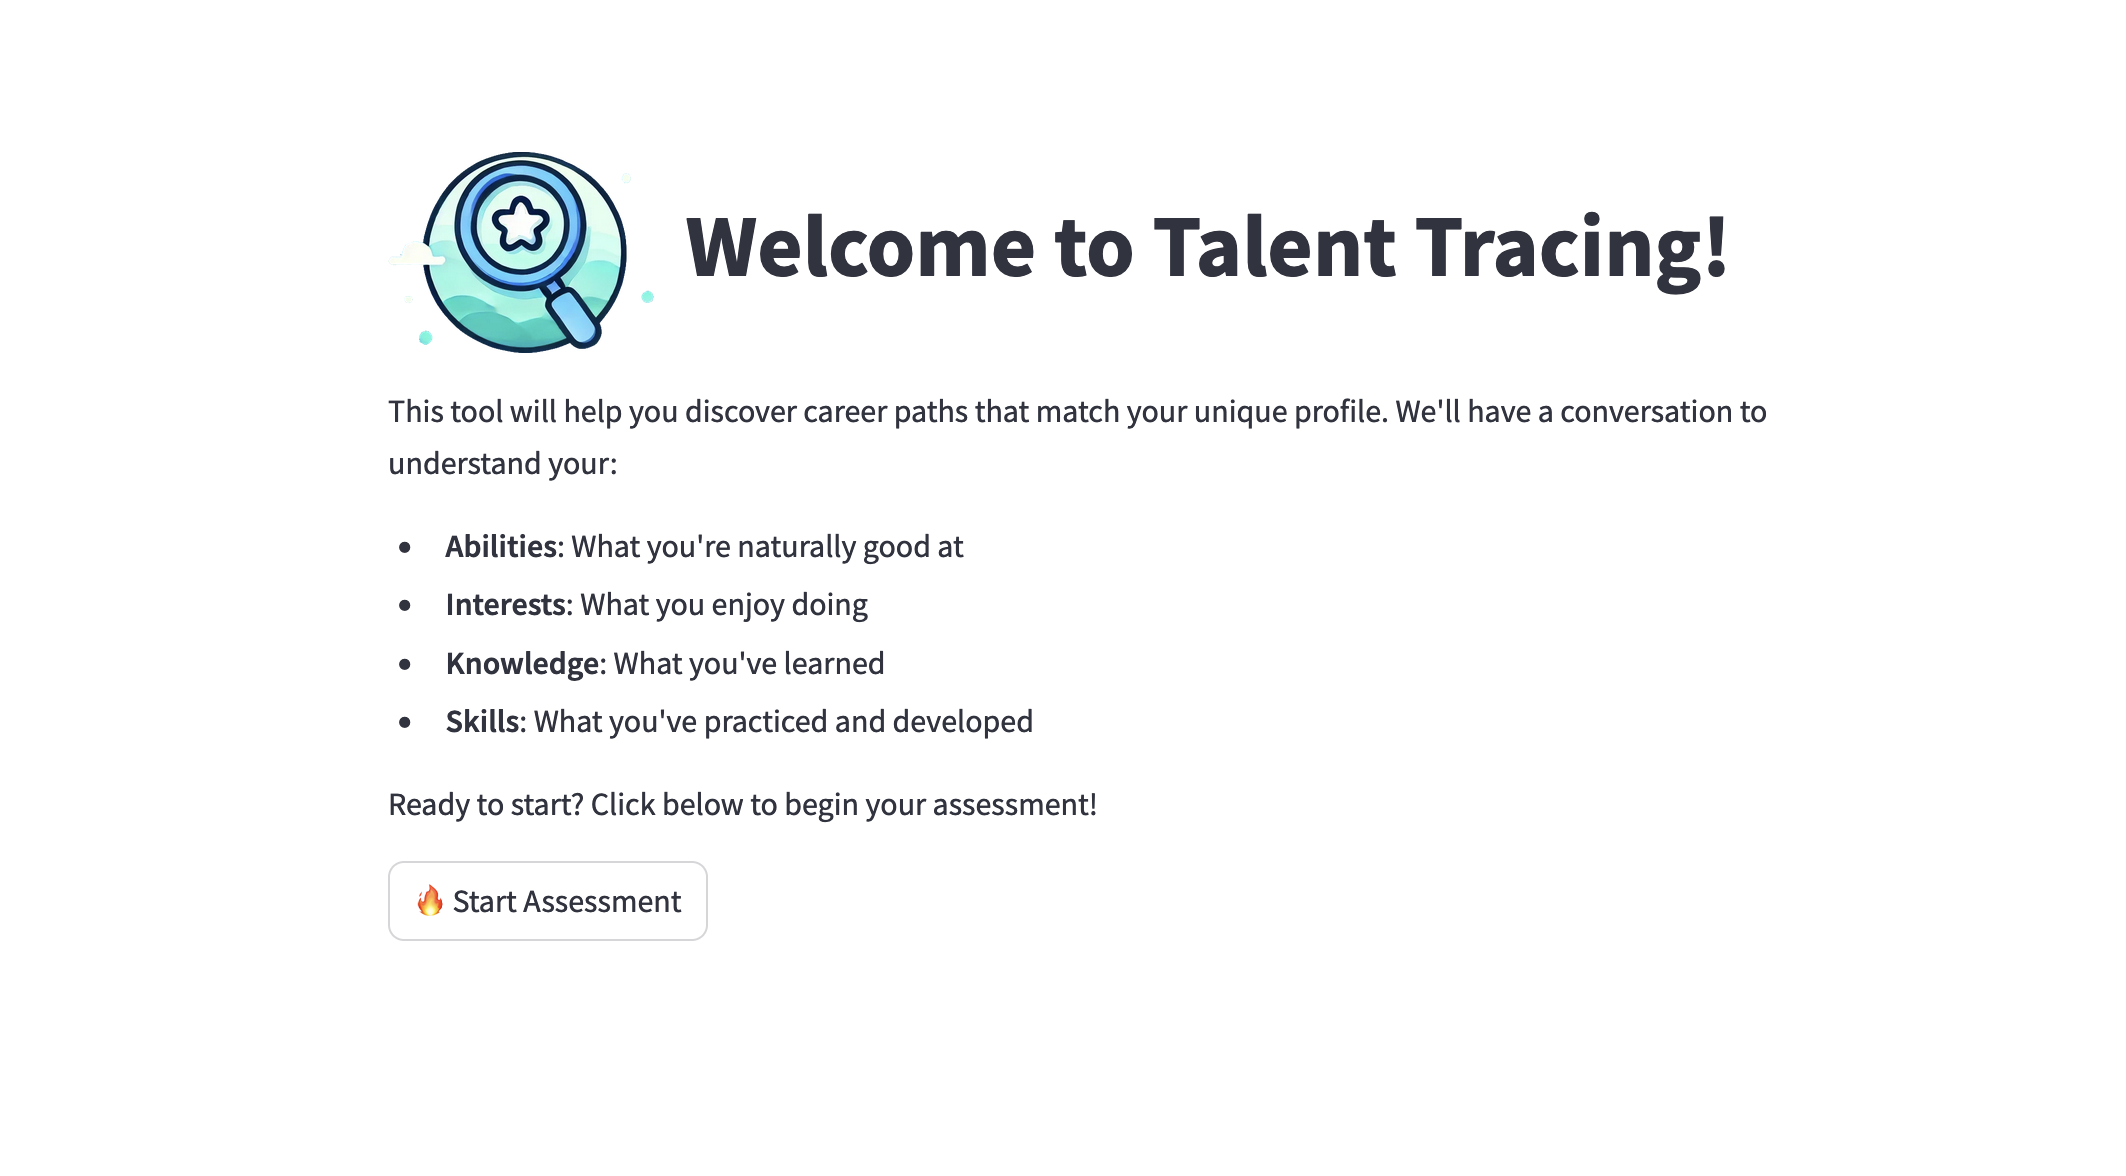 Welcome to Talent Tracing!
This tool will help you discover career paths that match your unique profile. We'll have a conversation to
understand your:
• Abilities: What you're naturally good at
• Interests: What you enjoy doing
• Knowledge: What you've learned
• Skills: What you've practiced and developed
Ready to start? Click below to begin your assessment!
🔥 Start Assessment